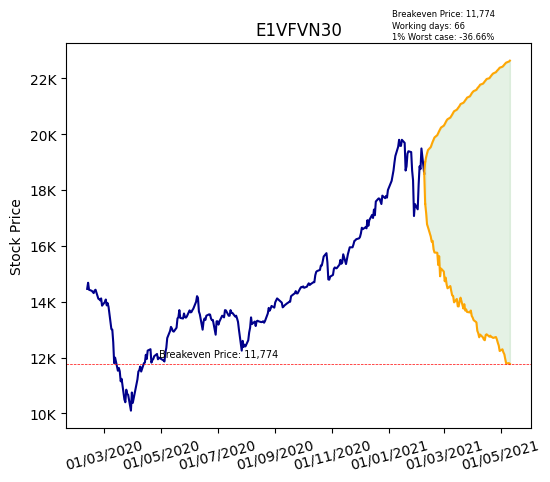 Breakeven Price: 11,774
Working days: 66
1% Worst case: -36.66%
E1VFVN30
Stock Price
22K
20K
18K
16K
14K
12K
10K
Breakeven Price: 11,774
01/03/2020
01/05/2020
01/07/2020
01/09/2020
01/11/2020
01/01/2021
01/03/2021
01/05/2021